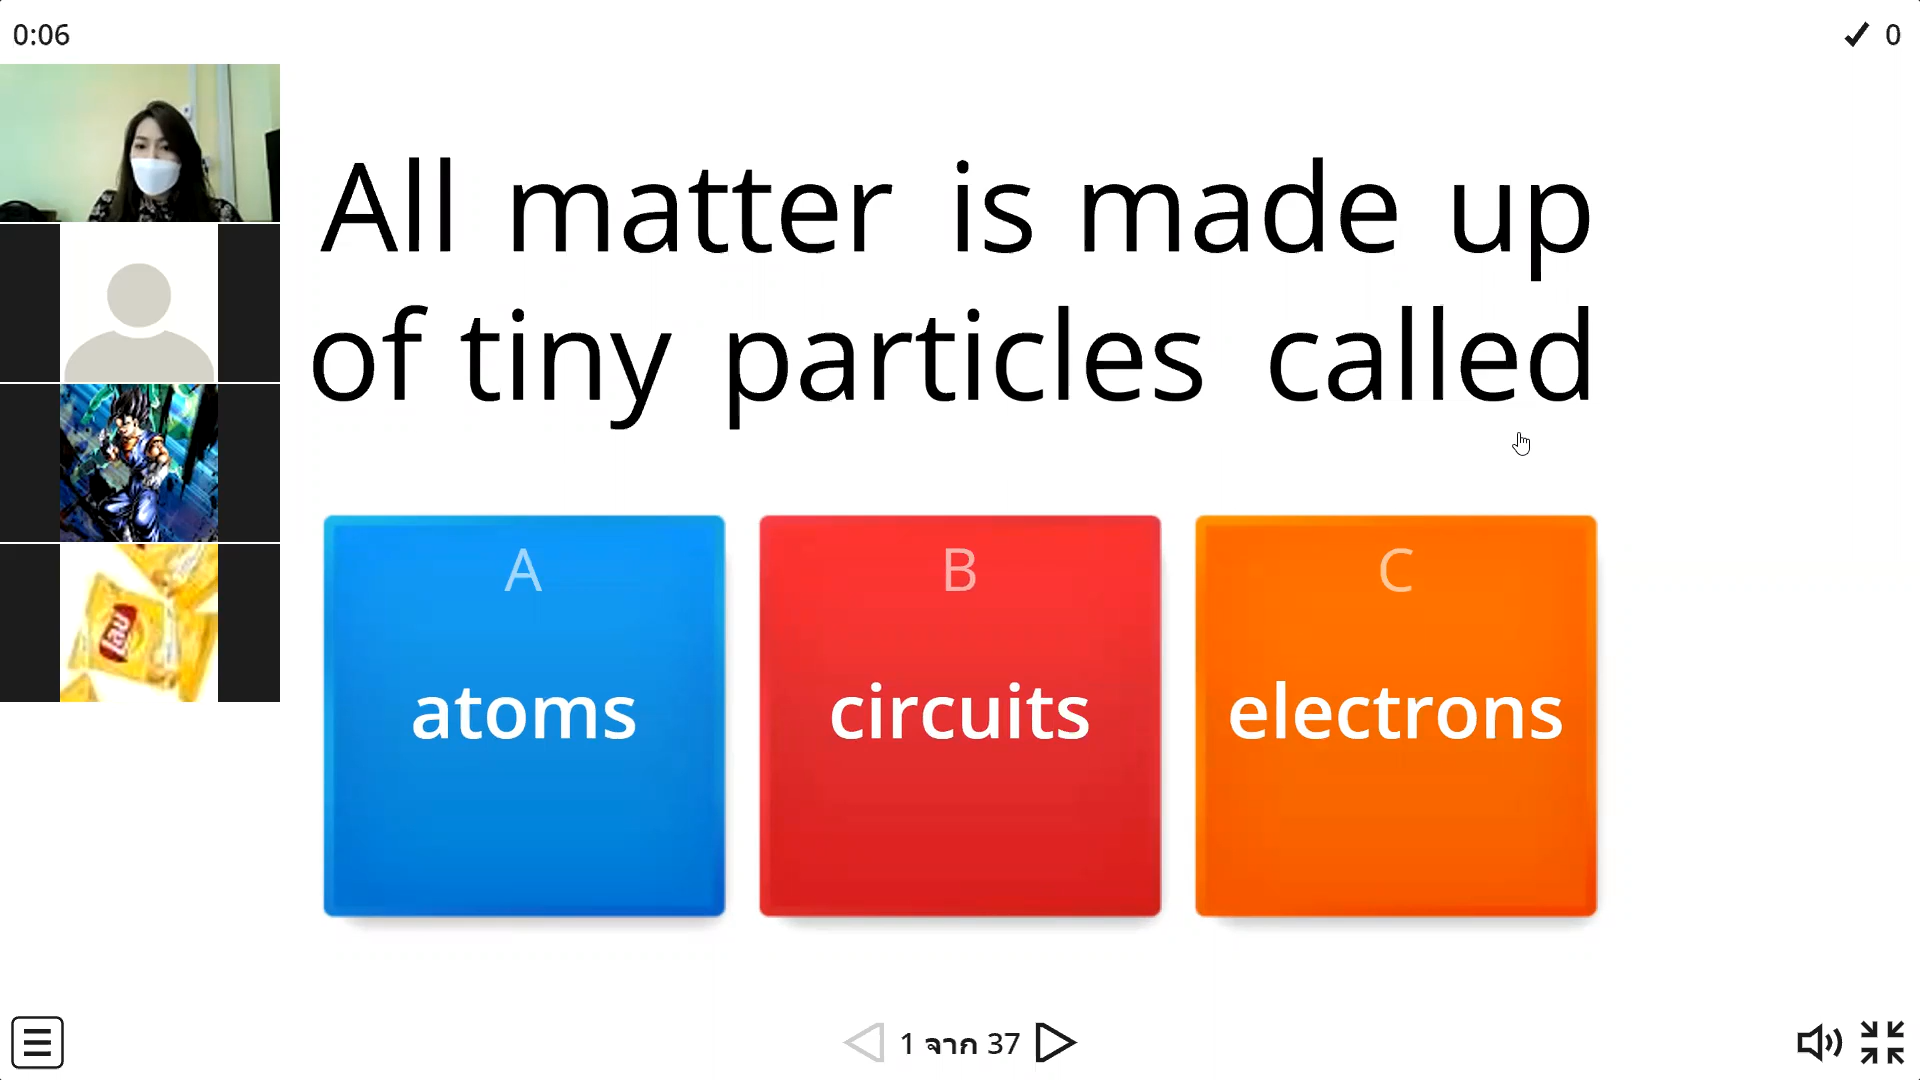 0:06
0
All matter is made up
of tiny particles called
A
atoms
B
circuits
C
electrons
1 จาก 37